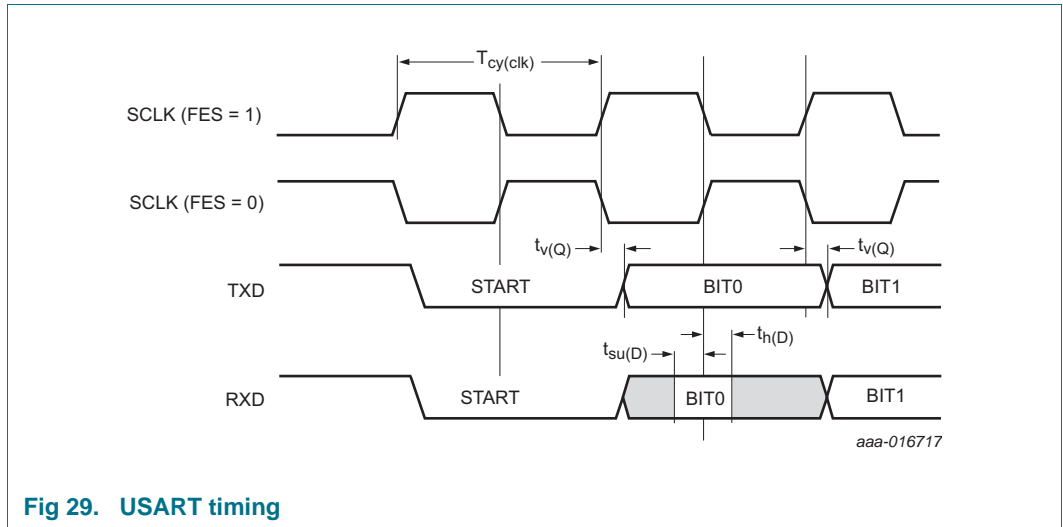 Tcy(clk)
SCLK (FES = 1)
SCLK (FES = 0)
tv(Q)
tv(Q)
TXD
START
BIT0
BIT1
th(D)
tsu(D)
RXD
START
BIT0
BIT1
aaa-016717
Fig 29. USART timing